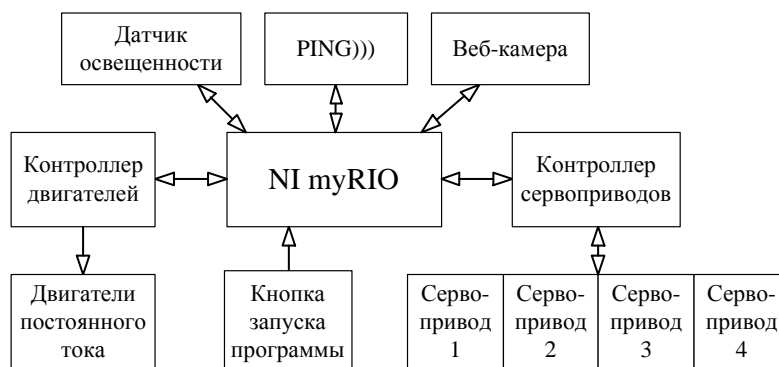 Датчик
освещенности
PING)))
Веб-камера
Контроллер
двигателей
NI myRIO
Контроллер
сервоприводов
Двигатели
постоянного
тока
Кнопка
запуска
программы
Серво-
привод
1
Серво-
привод
2
Серво-
привод
3
Серво-
привод
4